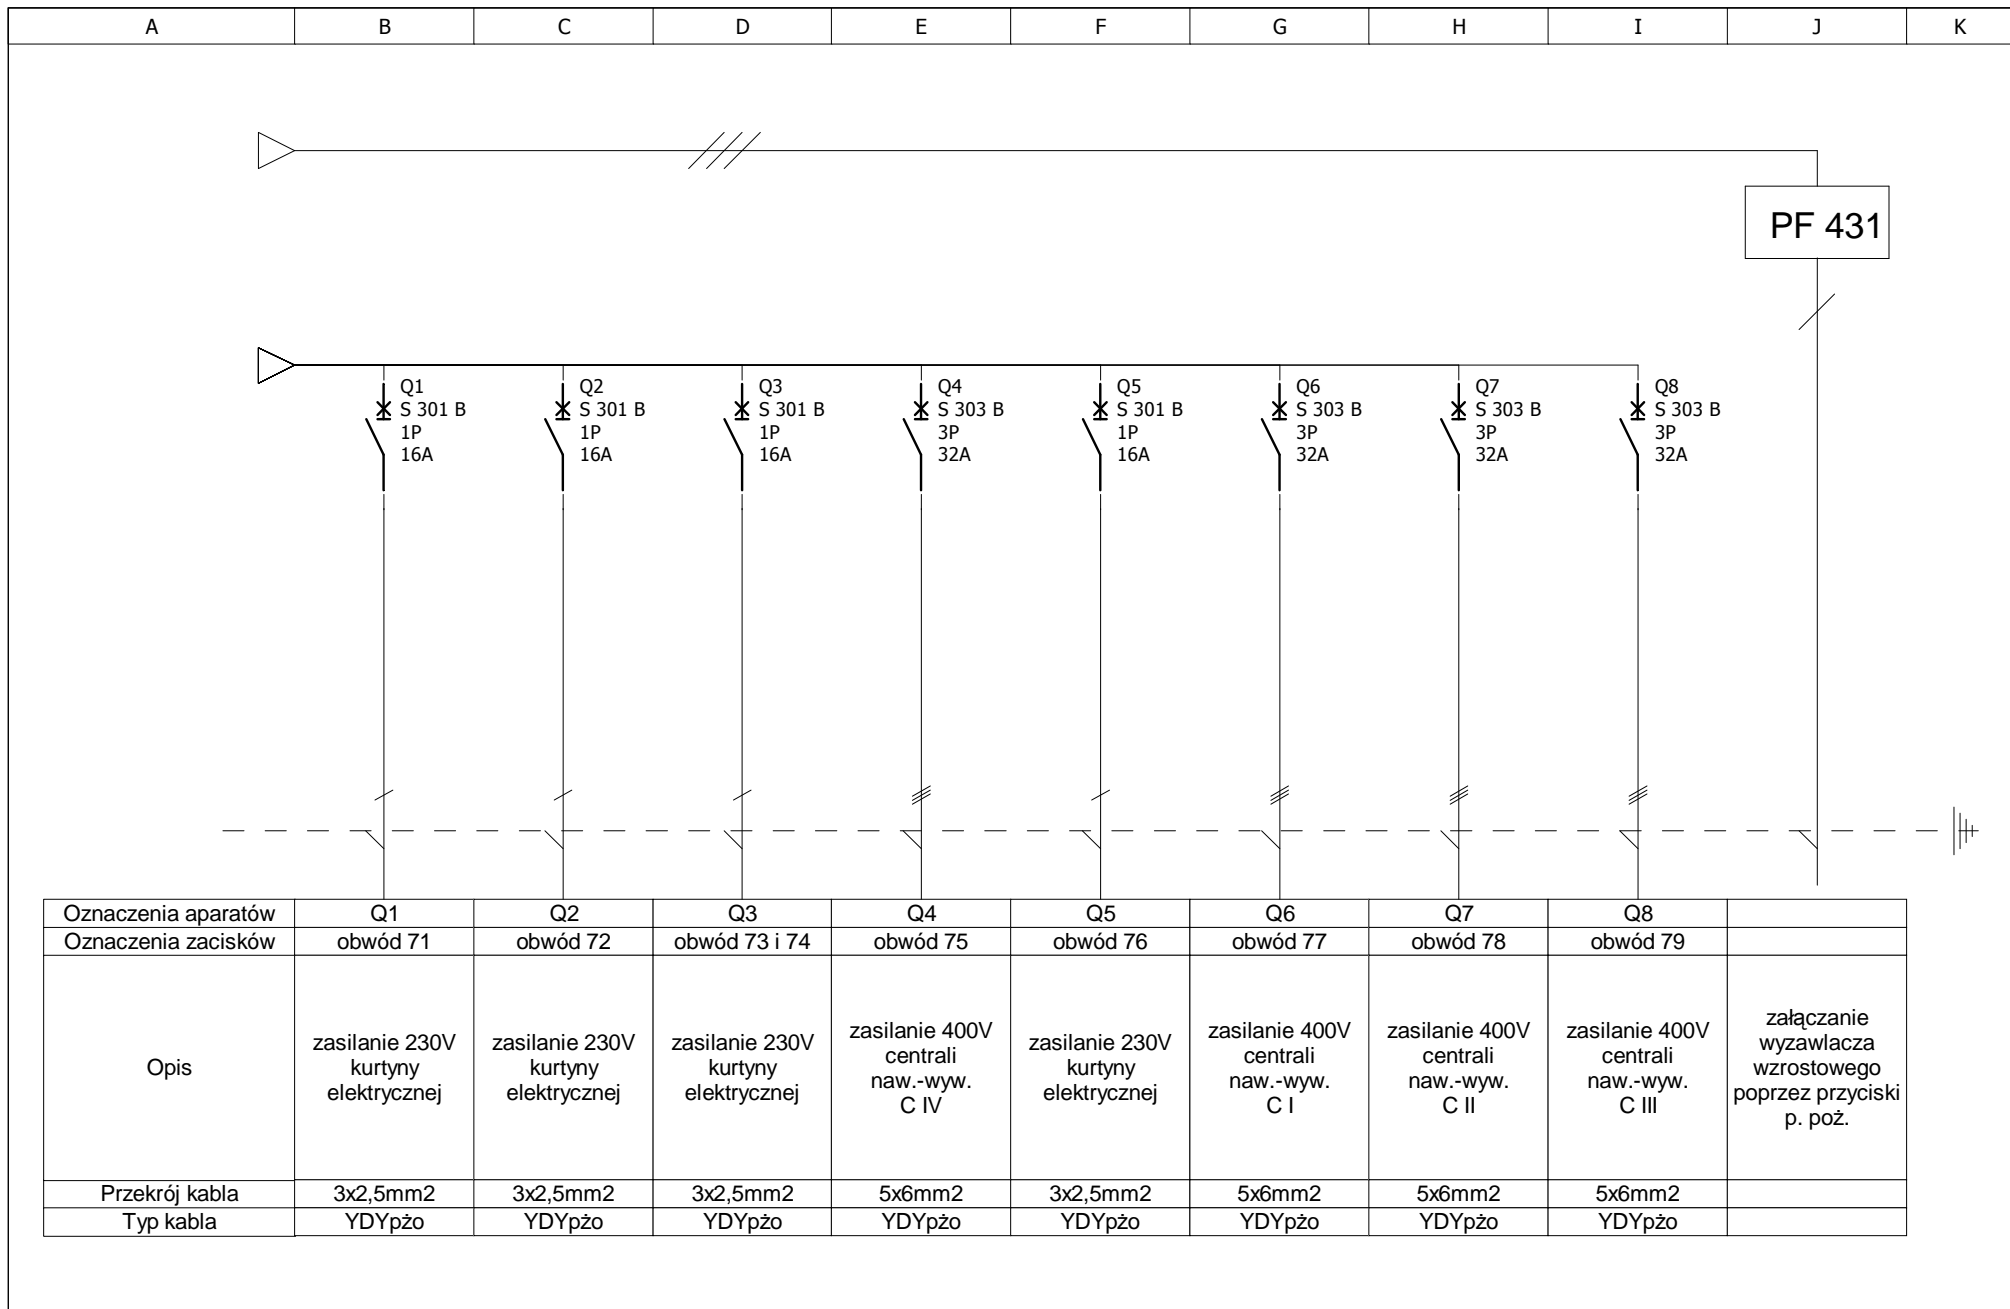 A B C D E F G H I J K
PF 431
Q1 Q2 Q3 Q4 Q5 Q6 Q7 Q8
S 301 B S 301 B S 301 B S 303 B S 301 B S 303 B S 303 B S 303 B
1P 1P 1P 3P 1P 3P 3P 3P
16A 16A 16A 32A 16A 32A 32A 32A
Oznaczenia aparatów Q1 Q2 Q3 Q4 Q5 Q6 Q7 Q8
Oznaczenia zacisków obwód 71 obwód 72 obwód 73 i 74 obwód 75 obwód 76 obwód 77 obwód 78 obwód 79
Opis
zasilanie 230V
kurtyny
elektrycznej
zasilanie 230V
kurtyny
elektrycznej
zasilanie 230V
kurtyny
elektrycznej
zasilanie 400V
centrali
naw.-wyw.
C IV
zasilanie 230V
kurtyny
elektrycznej
zasilanie 400V
centrali
naw.-wyw.
C I
zasilanie 400V
centrali
naw.-wyw.
C II
zasilanie 400V
centrali
naw.-wyw.
C III
załączanie
wyzawlacza
wzrostowego
poprzez przyciski
p. poż.
Przekrój kabla 3x2,5mm2 3x2,5mm2 3x2,5mm2 5x6mm2 3x2,5mm2 5x6mm2 5x6mm2 5x6mm2
Typ kabla YDYpżo YDYpżo YDYpżo YDYpżo YDYpżo YDYpżo YDYpżo YDYpżo